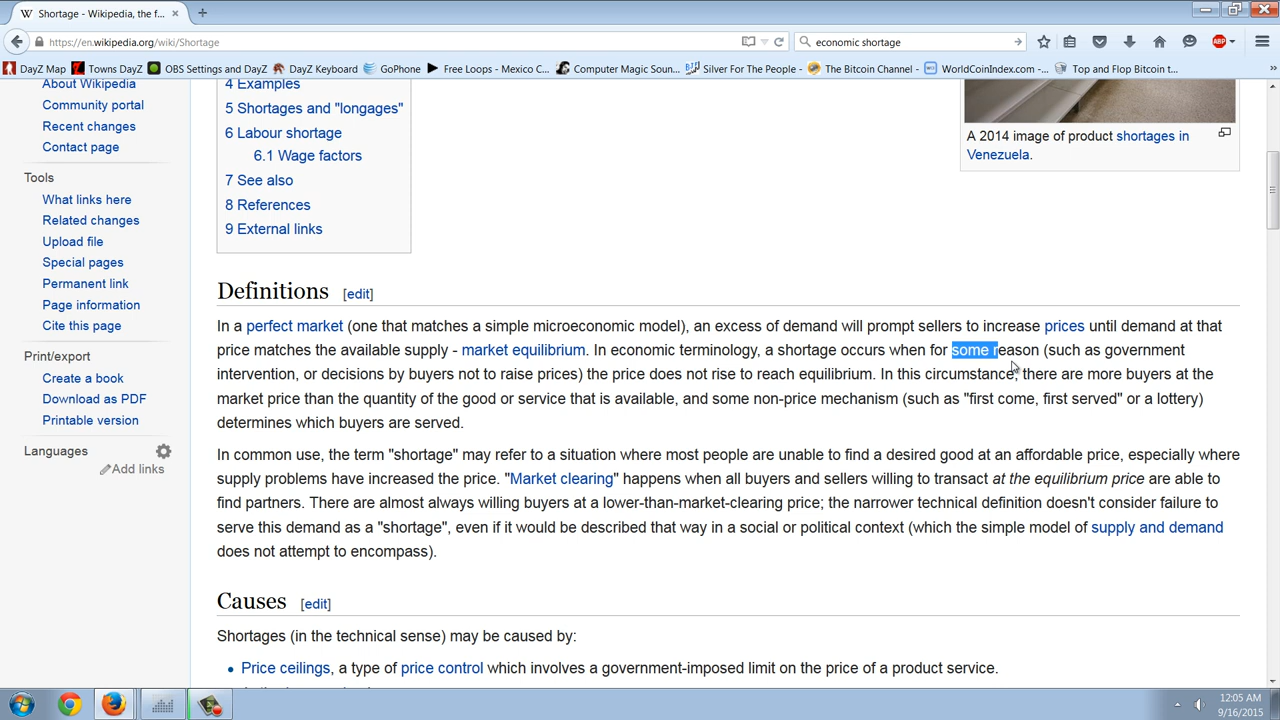 Shortage - Wikipedia, the f...
https://en.wikipedia.org/wiki/Shortage
economic shortage
ABP
DayZ Map Towns DayZ OBS Settings and DayZ DayZ Keyboard GoPhone Free Loops - Music C... Computer Magic Soun... Silver For The People - ... The Bitcoin Channel - ... WorldCoinIndex.com -... Top and Flop Bitcoin t...
About Wikipedia
Community portal
Recent changes
Contact page
Tools
What links here
Related changes
Upload file
Special pages
Permanent link
Page information
Cite this page
Print/export
Create a book
Download as PDF
Printable version
Languages
Add links
4 Examples
5 Shortages and "longages"
6 Labour shortage
6.1 Wage factors
7 See also
8 References
9 External links
A 2014 image of product shortages in
Venezuela.
Definitions [edit]
In a perfect market (one that matches a simple microeconomic model), an excess of demand will prompt sellers to increase prices until demand at that
price matches the available supply - market equilibrium. In economic terminology, a shortage occurs when for some reason (such as government
intervention, or decisions by buyers not to raise prices) the price does not rise to reach equilibrium. In this circumstance, there are more buyers at the
market price than the quantity of the good or service that is available, and some non-price mechanism (such as "first come, first served" or a lottery)
determines which buyers are served.
In common use, the term "shortage" may refer to a situation where most people are unable to find a desired good at an affordable price, especially where
supply problems have increased the price. "Market clearing" happens when all buyers and sellers willing to transact at the equilibrium price are able to
find partners. There are almost always willing buyers at a lower-than-market-clearing price; the narrower technical definition doesn't consider failure to
serve this demand as a "shortage", even if it would be described that way in a social or political context (which the simple model of supply and demand
does not attempt to encompass).
Causes [edit]
Shortages (in the technical sense) may be caused by:
Price ceilings, a type of price control which involves a government-imposed limit on the price of a product service.
12:05 AM
9/16/2015